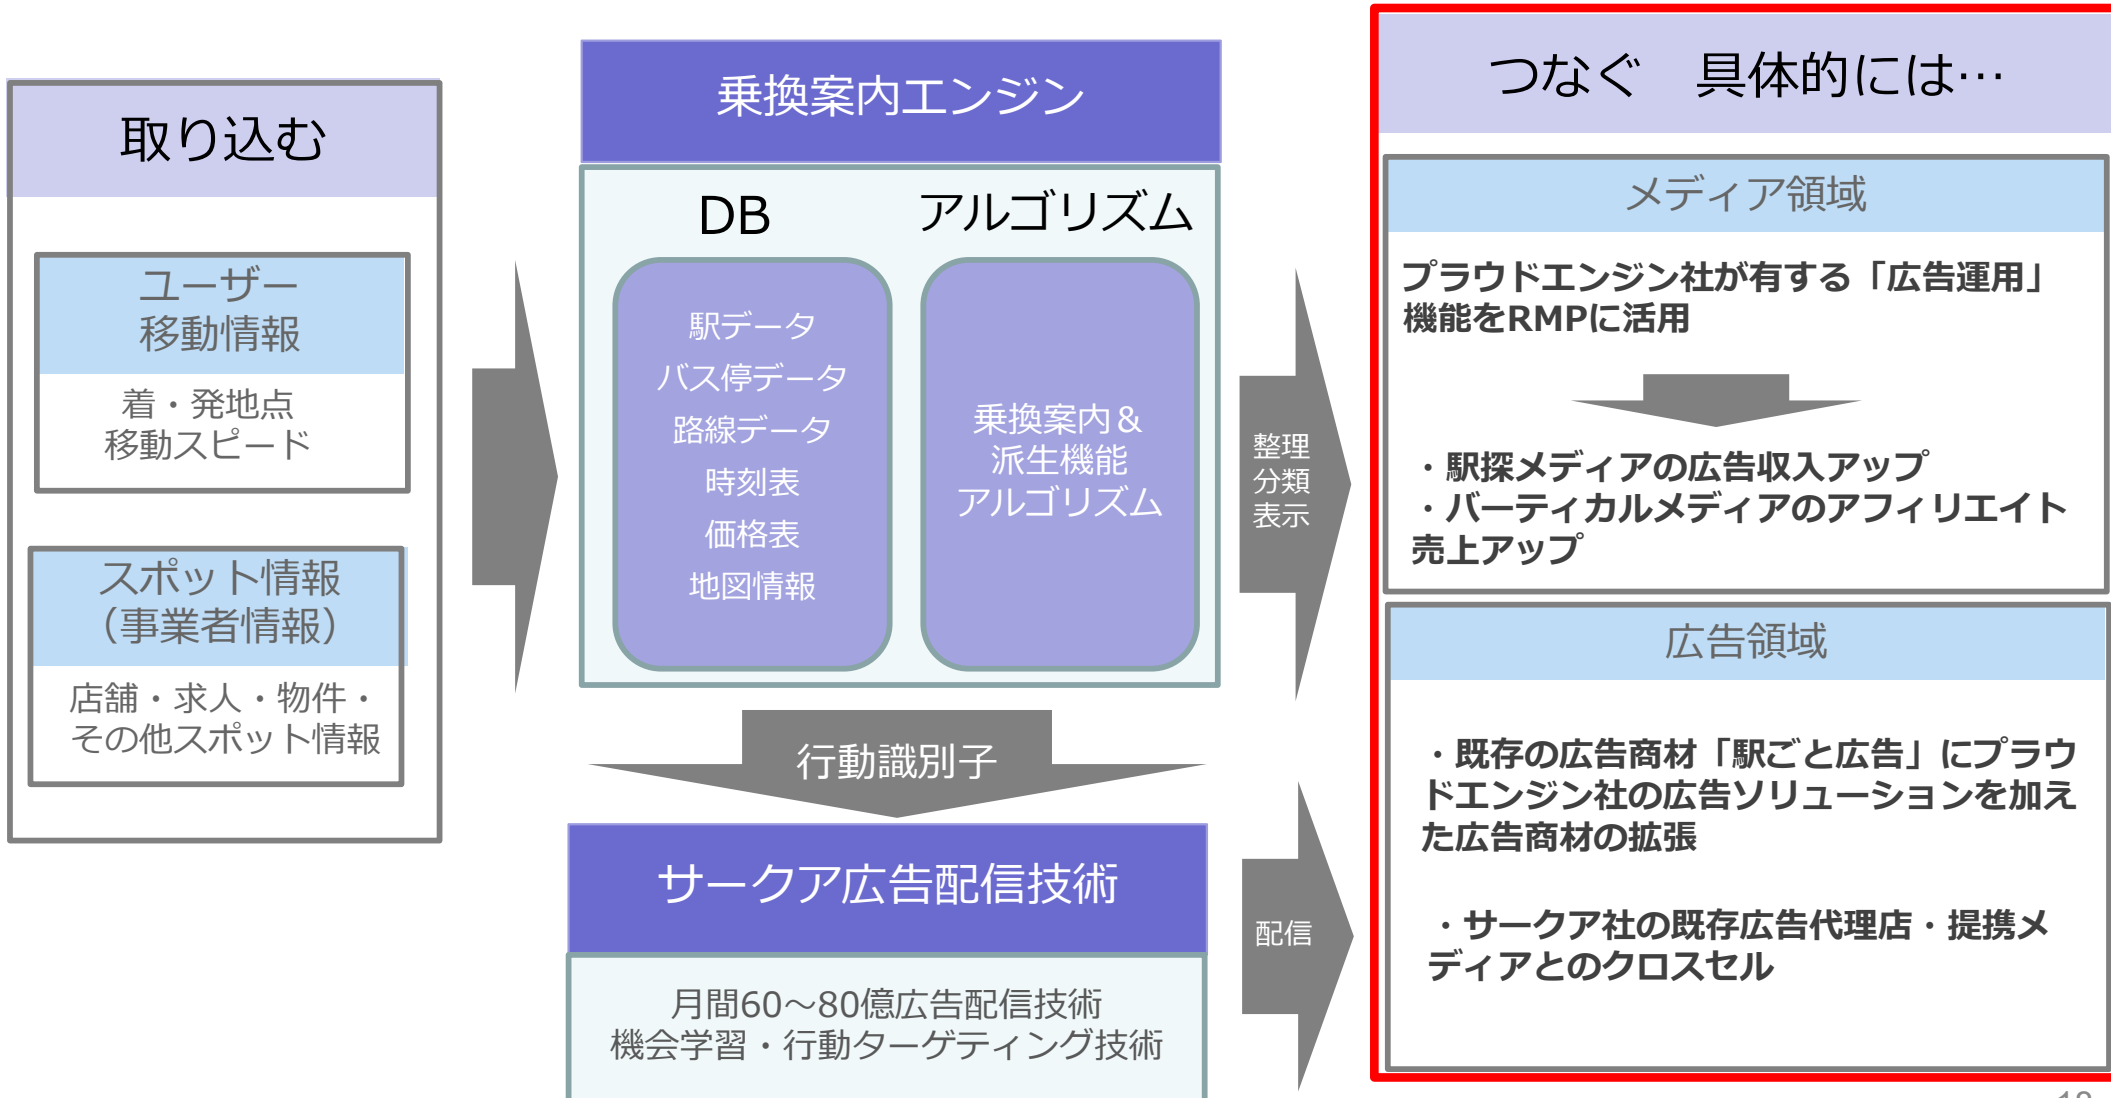 取り込む
ユーザー
移動情報
着・発地点
移動スピード
スポット情報
（事業者情報）
店舗・求人・物件・
その他スポット情報
乗換案内エンジン
DB
アルゴリズム
駅データ
バス停データ
路線データ
時刻表
価格表
地図情報
乗換案内＆
派生機能
アルゴリズム
行動識別子
サークア広告配信技術
月間60～80億広告配信技術
機会学習・行動ターゲティング技術
整理
分類
表示
配信
つなぐ　具体的には…
メディア領域
プラウドエンジン社が有する「広告運用」
機能をRMPに活用
・駅探メディアの広告収入アップ
・バーティカルメディアのアフィリエイト
売上アップ
広告領域
・既存の広告商材「駅ごと広告」にプラウ
ドエンジン社の広告ソリューションを加え
た広告商材の拡張
・サークア社の既存広告代理店・提携メ
ディアとのクロスセル